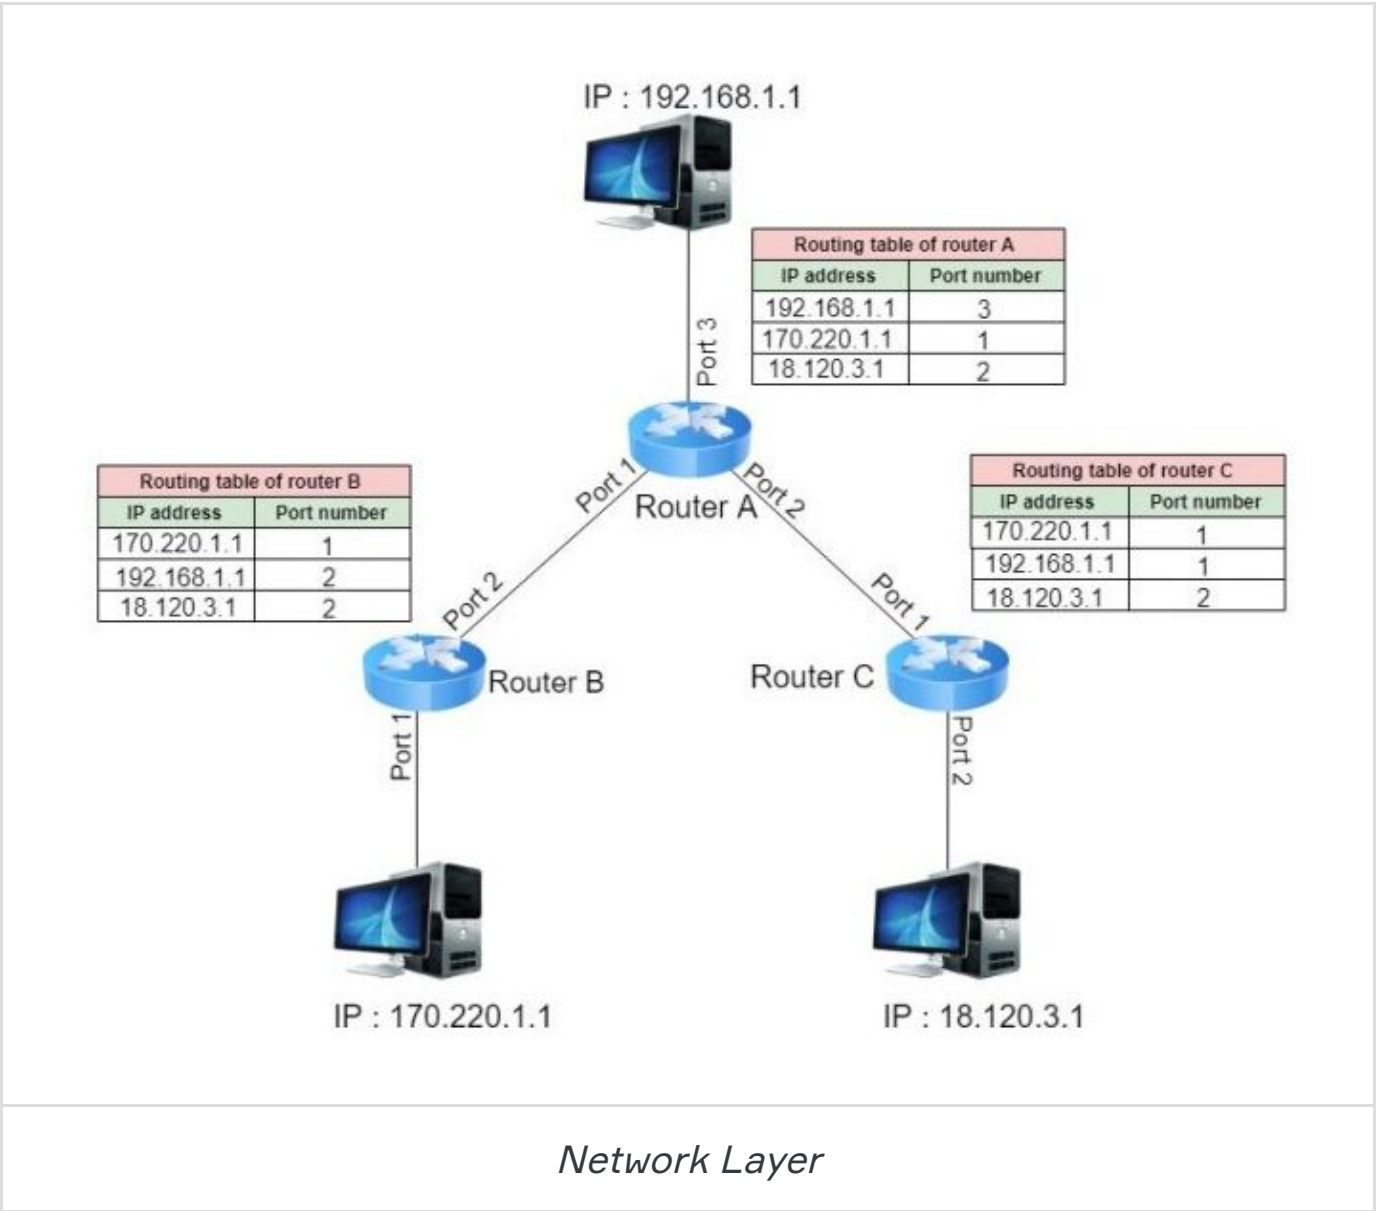 IP : 192.168.1.1
Routing table of router A
IP address Port number
192.168.1.1 3
170.220.1.1 1
18.120.3.1 2
Port 3
Port 1
Port 2
Router A
Routing table of router B
IP address Port number
170.220.1.1 1
192.168.1.1 2
18.120.3.1 2
Routing table of router C
IP address Port number
170.220.1.1 1
192.168.1.1 1
18.120.3.1 2
Port 2
Port 1
Router B
Router C
Port 1
Port 2
IP : 170.220.1.1
IP : 18.120.3.1
Network Layer